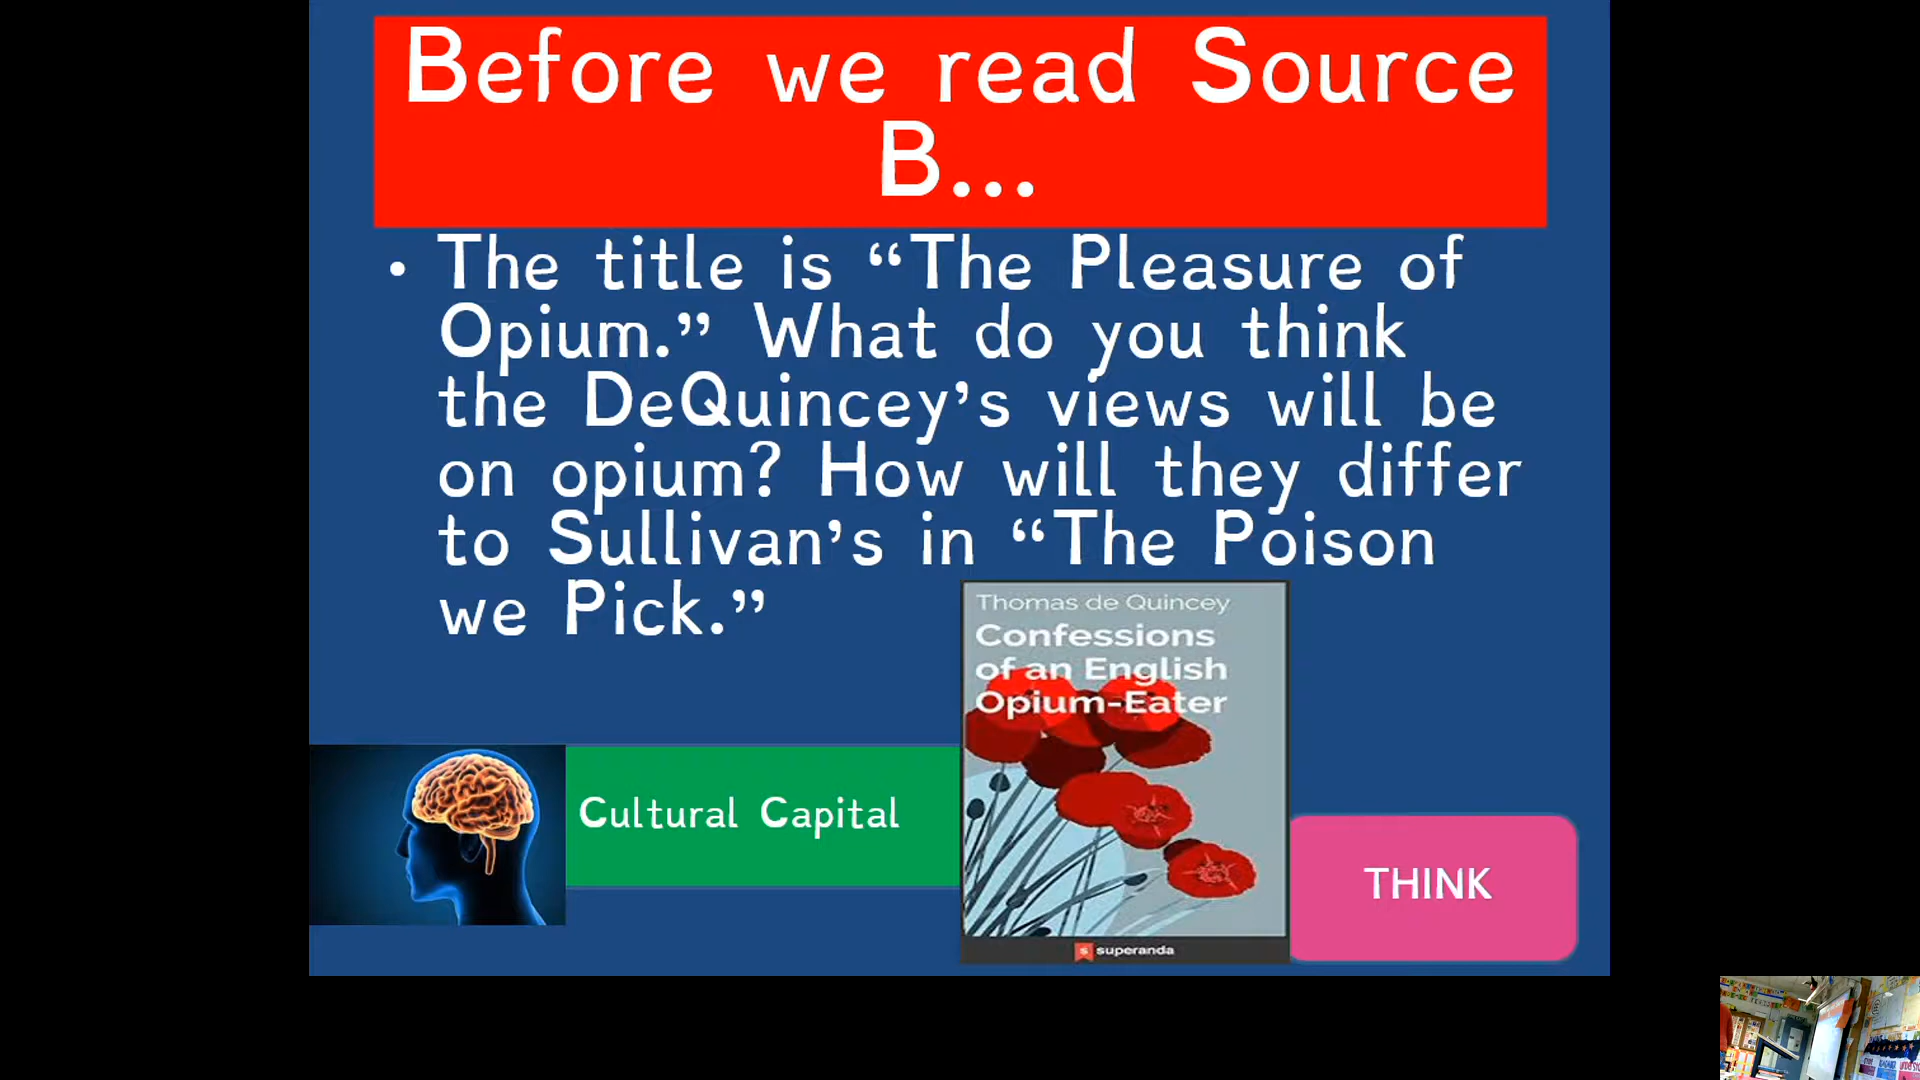 Before we read Source
B...
• The title is “The Pleasure of
Opium.” What do you think
the DeQuincey’s views will be
on opium? How will they differ
to Sullivan’s in “The Poison
we Pick.”
Thomas de Quincey
Confessions
of an English
Opium-Eater
superanda
Cultural Capital
THINK